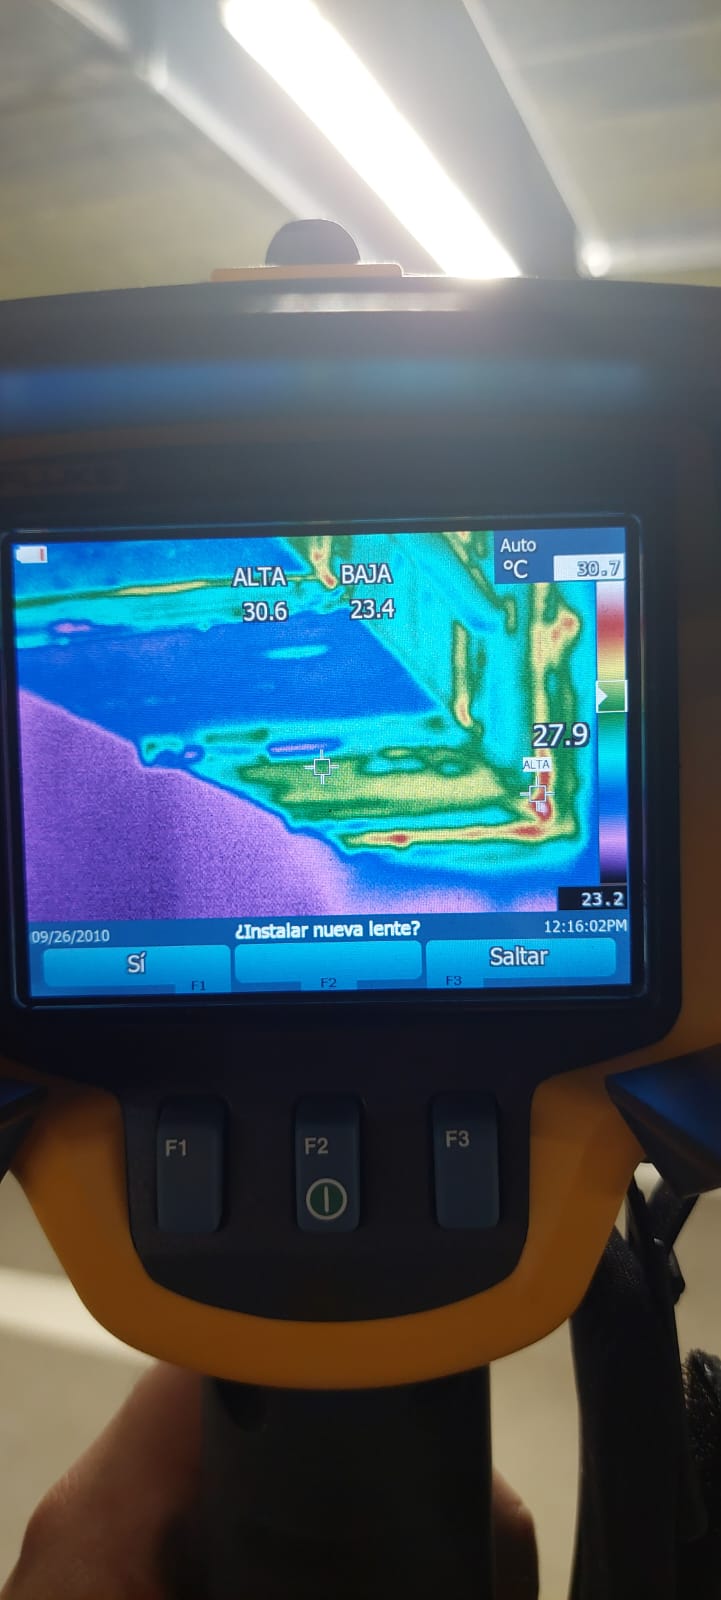 Auto
°C 30.7
ALTA BAJA
30.6 23.4
27.9
ALTA
23.2
09/26/2010 ¿Instalar nueva lente? 12:16:02PM
Sí Saltar
F1 F2 F3
F1 F2 F3